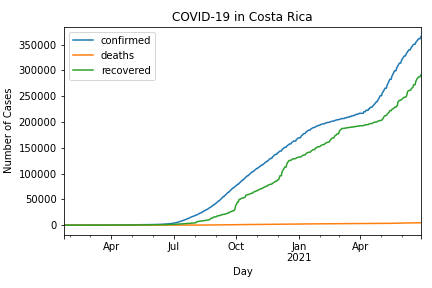 COVID-19 in Costa Rica
confirmed
deaths
recovered
Number of Cases
350000
300000
250000
200000
150000
100000
50000
0
Apr
Jul
Oct
Jan
2021
Apr
Day